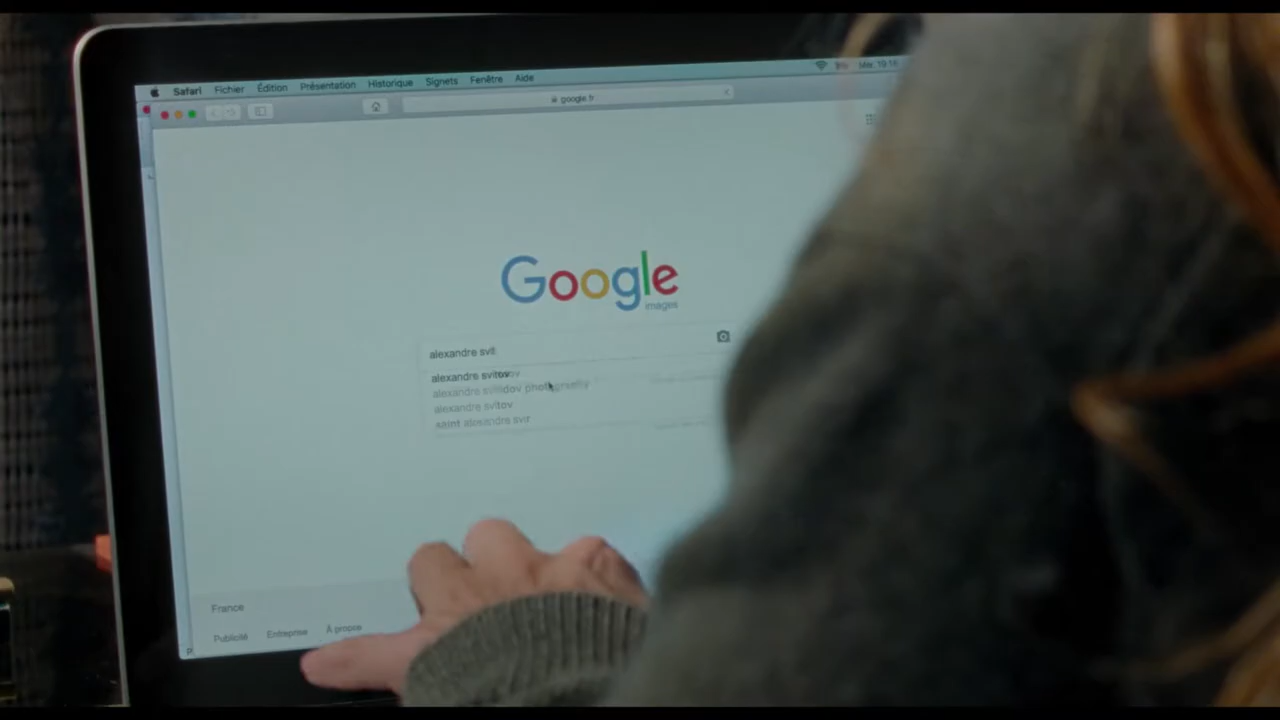 Safari Fichier Édition Présentation Historique Signets Fenêtre Aide
google.fr
Google
images
alexandre svit
alexandre svitov
alexandre svitov
saint alexandre svir
France
Publicité Entreprise À propos